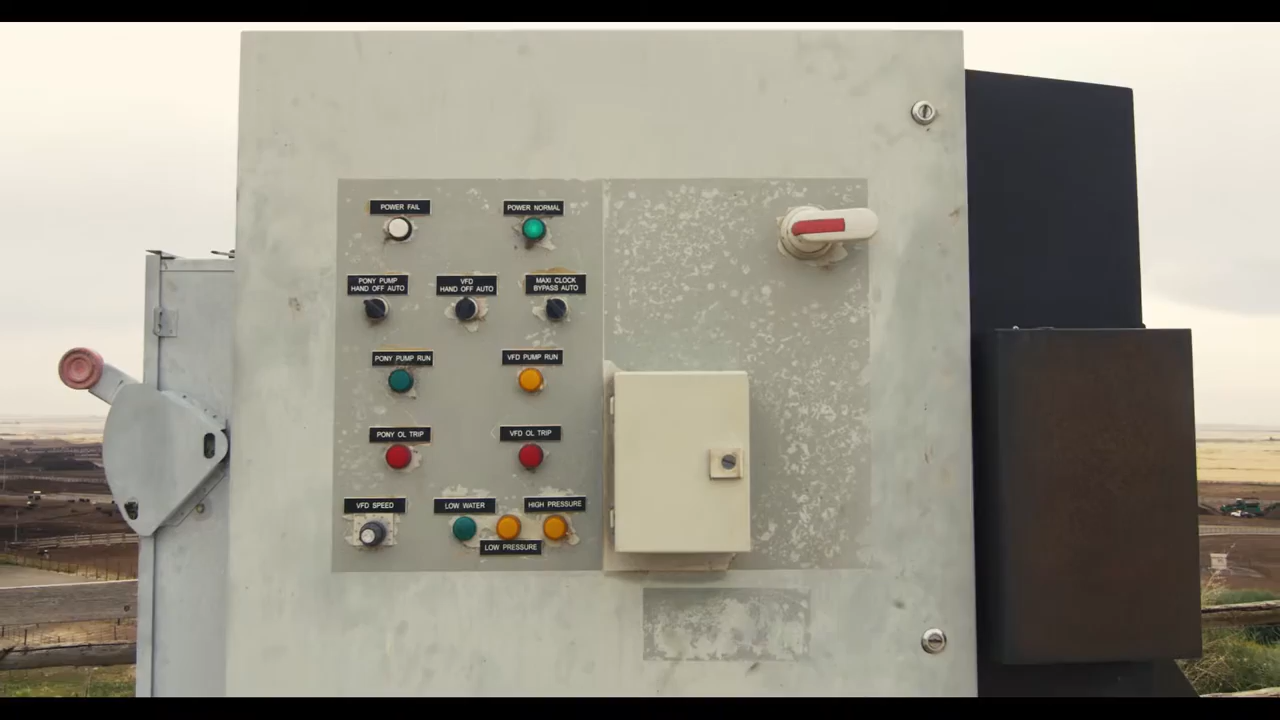 POWER FAIL
POWER NORMAL
PONY PUMP
HAND OFF AUTO
VFD
HAND OFF AUTO
MAXI CLOCK
BYPASS AUTO
PONY PUMP RUN
VFD PUMP RUN
PONY OL TRIP
VFD OL TRIP
VFD SPEED
LOW WATER
HIGH PRESSURE
LOW PRESSURE